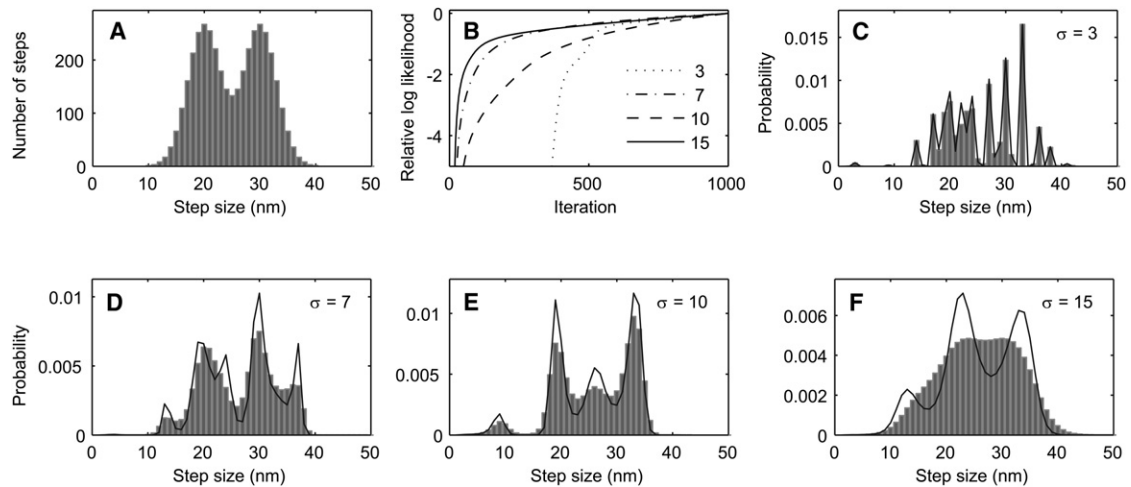 A
Number of steps
200
100
0
0 10 20 30 40 50
Step size (nm)
B
Relative log likelihood
0
-2
-4
3
7
10
15
0 500 1000
Iteration
C
σ = 3
Probability
0.015
0.01
0.005
0
0 10 20 30 40 50
Step size (nm)
D
σ = 7
Probability
0.01
0.005
0
0 10 20 30 40 50
Step size (nm)
E
σ = 10
0.01
0.005
0
0 10 20 30 40 50
Step size (nm)
F
σ = 15
0.006
0.004
0.002
0
0 10 20 30 40 50
Step size (nm)